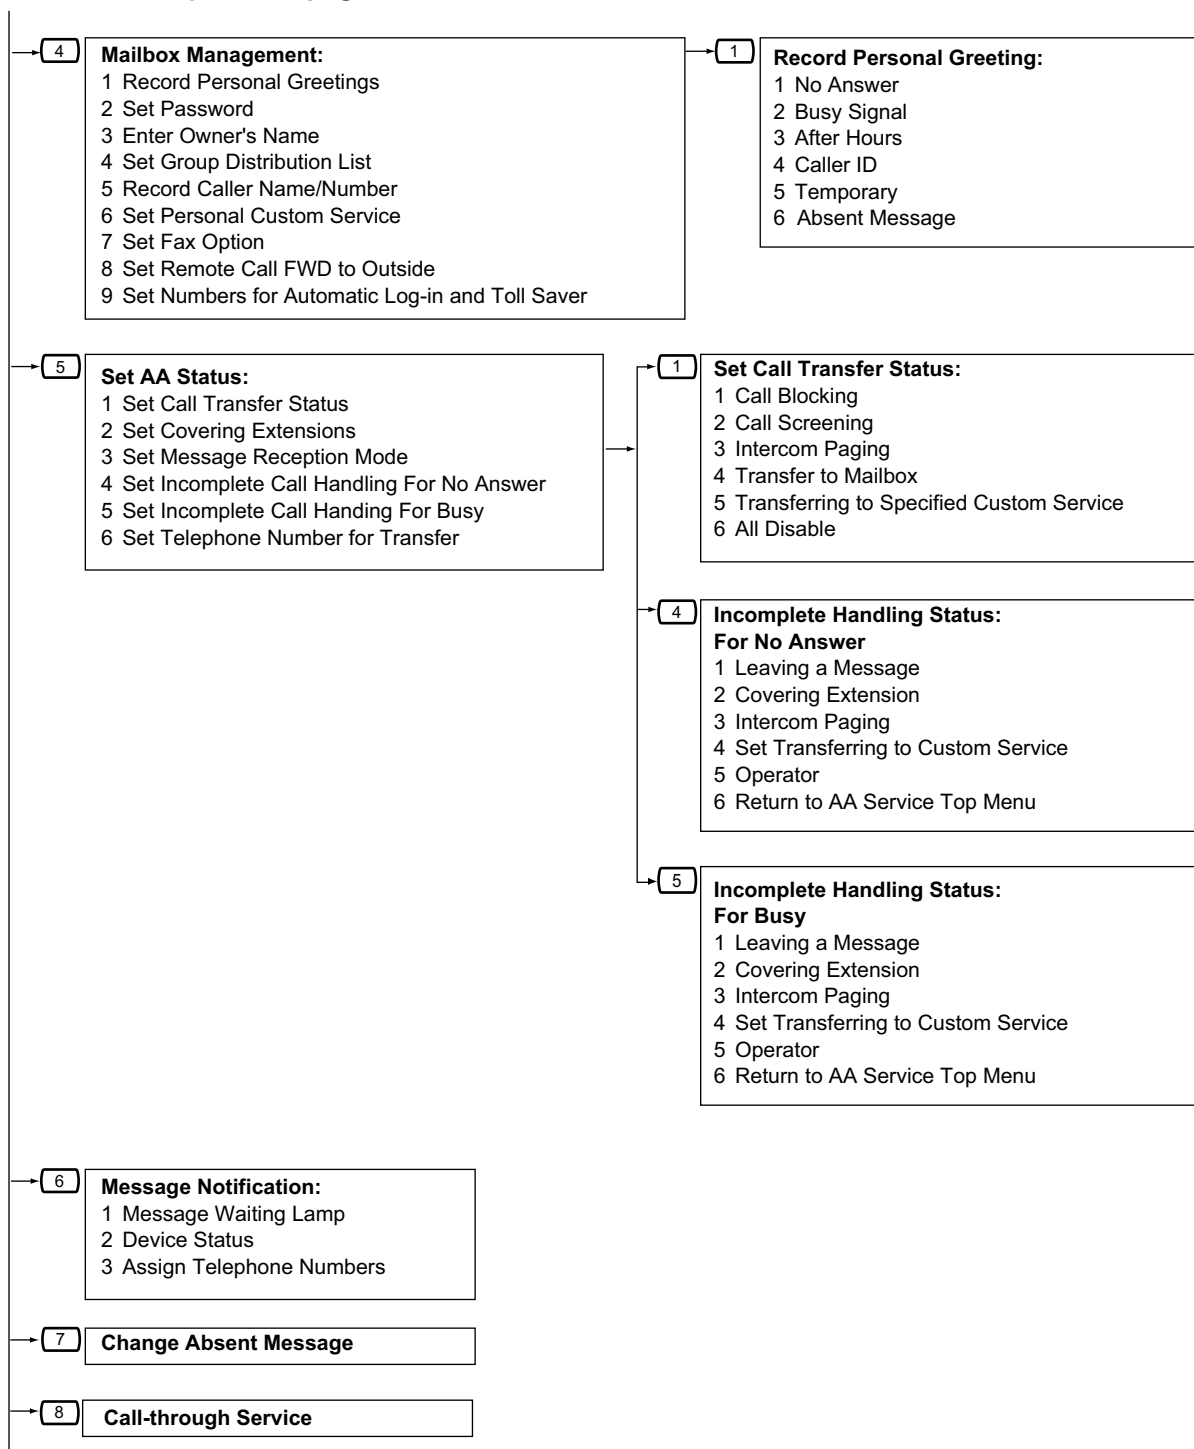 4
Mailbox Management:
1 Record Personal Greetings
2 Set Password
3 Enter Owner's Name
4 Set Group Distribution List
5 Record Caller Name/Number
6 Set Personal Custom Service
7 Set Fax Option
8 Set Remote Call FWD to Outside
9 Set Numbers for Automatic Log-in and Toll Saver
1
Record Personal Greeting:
1 No Answer
2 Busy Signal
3 After Hours
4 Caller ID
5 Temporary
6 Absent Message
5
Set AA Status:
1 Set Call Transfer Status
2 Set Covering Extensions
3 Set Message Reception Mode
4 Set Incomplete Call Handling For No Answer
5 Set Incomplete Call Handing For Busy
6 Set Telephone Number for Transfer
1
Set Call Transfer Status:
1 Call Blocking
2 Call Screening
3 Intercom Paging
4 Transfer to Mailbox
5 Transferring to Specified Custom Service
6 All Disable
4
Incomplete Handling Status:
For No Answer
1 Leaving a Message
2 Covering Extension
3 Intercom Paging
4 Set Transferring to Custom Service
5 Operator
6 Return to AA Service Top Menu
5
Incomplete Handling Status:
For Busy
1 Leaving a Message
2 Covering Extension
3 Intercom Paging
4 Set Transferring to Custom Service
5 Operator
6 Return to AA Service Top Menu
6
Message Notification:
1 Message Waiting Lamp
2 Device Status
3 Assign Telephone Numbers
7
Change Absent Message
8
Call-through Service